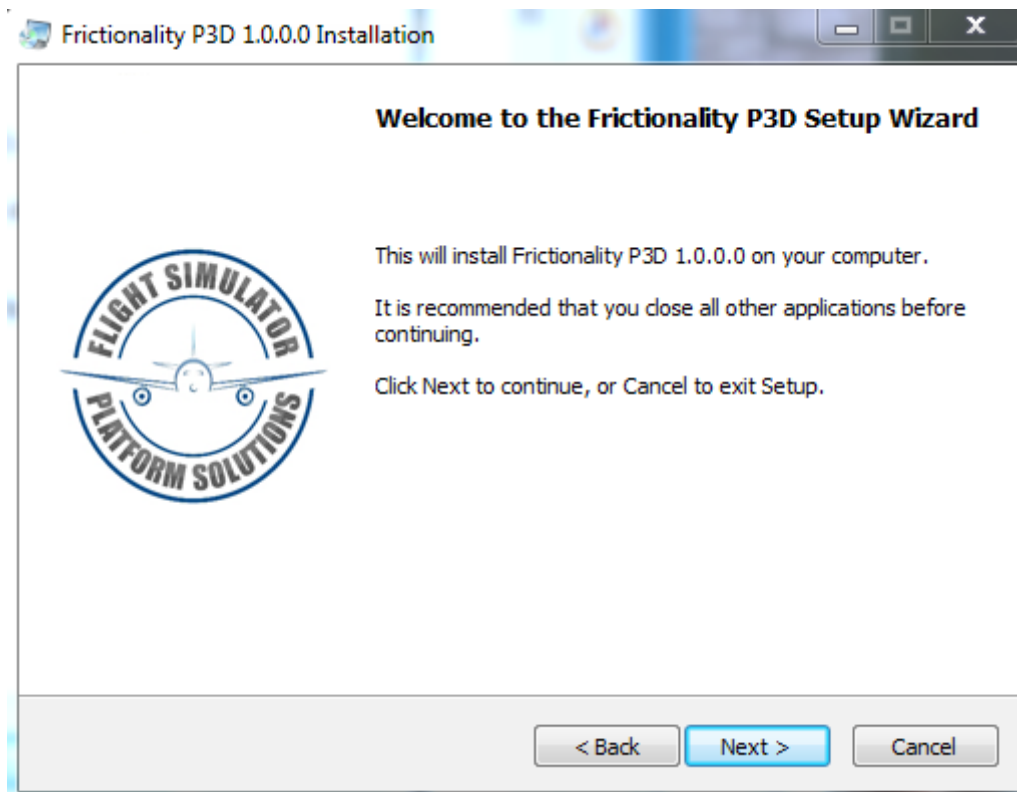 Frictionality P3D 1.0.0.0 Installation
Welcome to the Frictionality P3D Setup Wizard
This will install Frictionality P3D 1.0.0.0 on your computer.
It is recommended that you close all other applications before
continuing.
Click Next to continue, or Cancel to exit Setup.
FLIGHT SIMULATOR
PLATFORM SOLUTIONS
< Back
Next >
Cancel